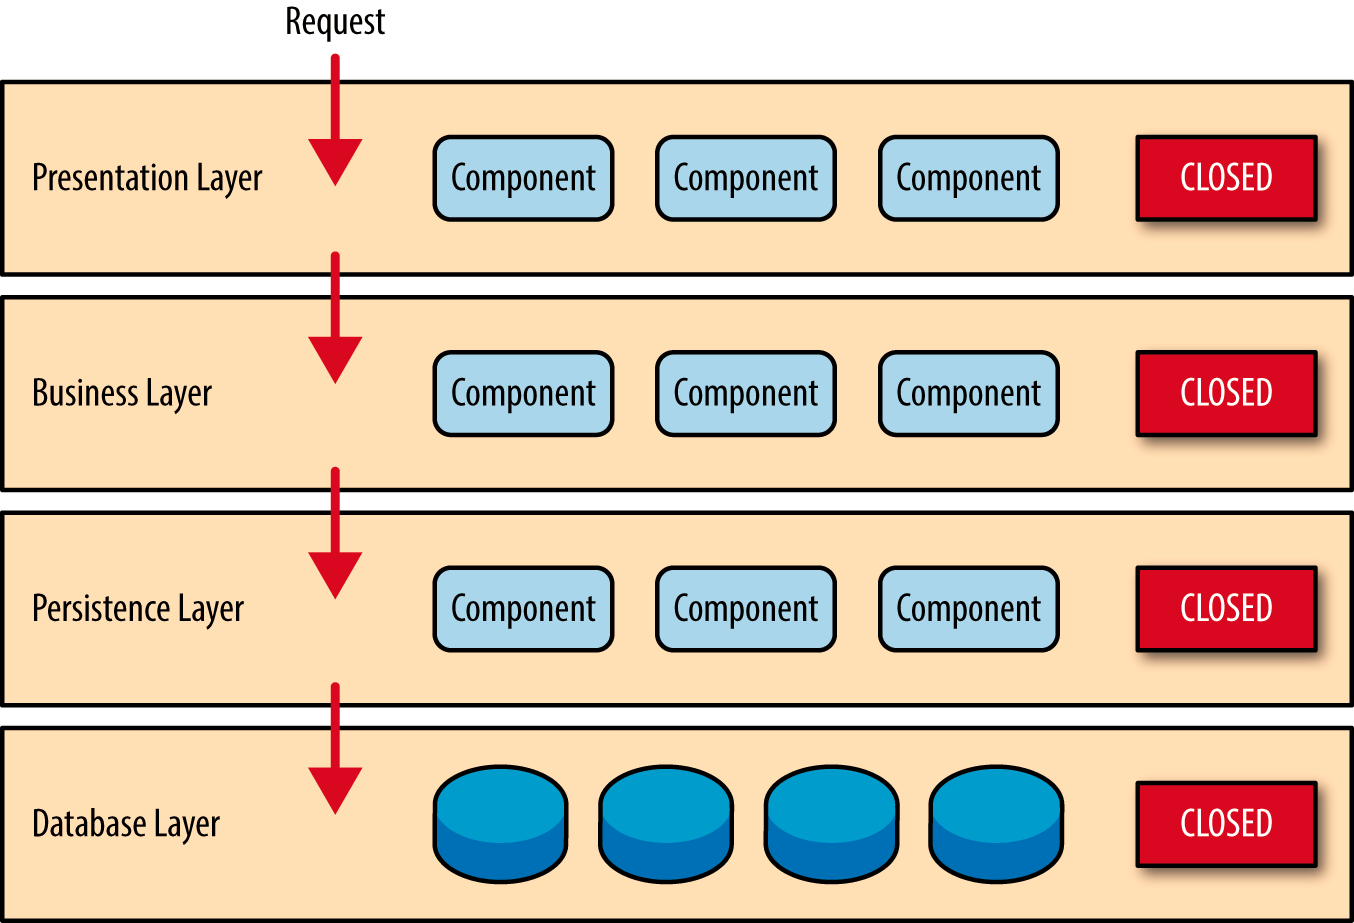 Request
Presentation Layer Component Component Component CLOSED
Business Layer Component Component Component CLOSED
Persistence Layer Component Component Component CLOSED
Database Layer CLOSED